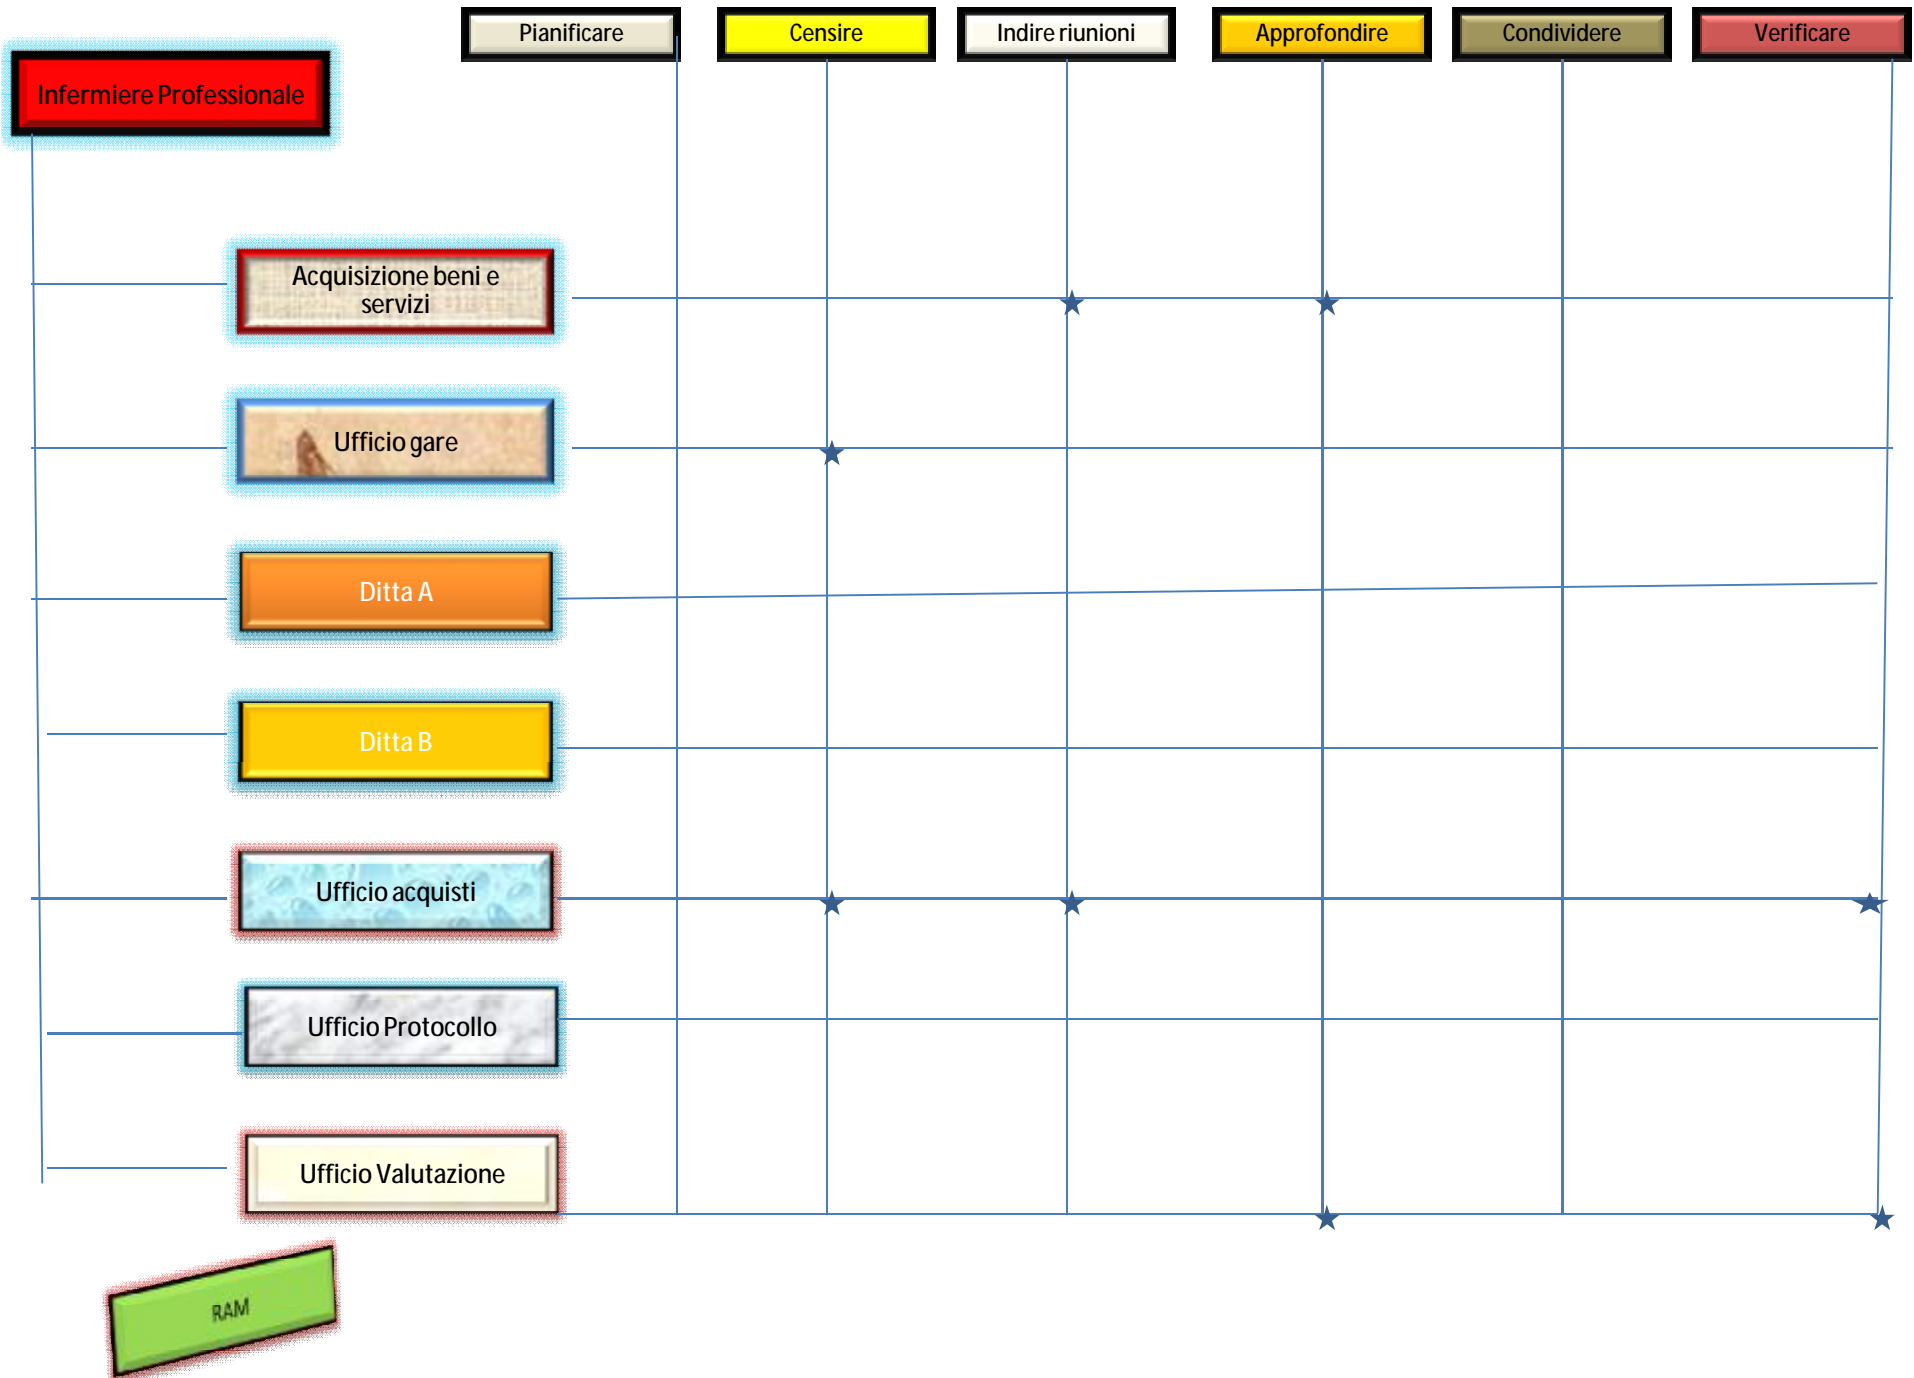 Pianificare
Censire
Indire riunioni
Approfondire
Condividere
Verificare
Infermiere Professionale
Acquisizione beni e
servizi
Ufficio gare
Ditta A
Ditta B
Ufficio acquisti
Ufficio Protocollo
Ufficio Valutazione
RAM